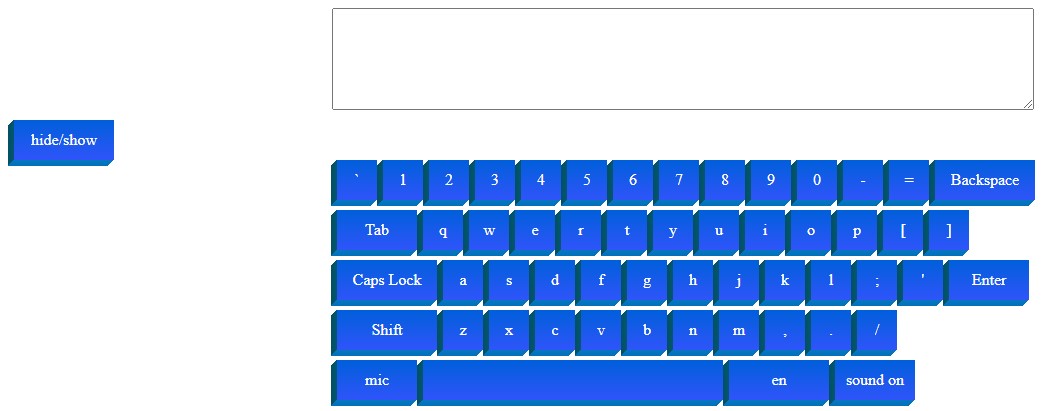 hide/show
` 1 2 3 4 5 6 7 8 9 0 - = Backspace
Tab q w e r t y u i o p [ ]
Caps Lock a s d f g h j k l ; ' Enter
Shift z x c v b n m , . /
mic en sound on